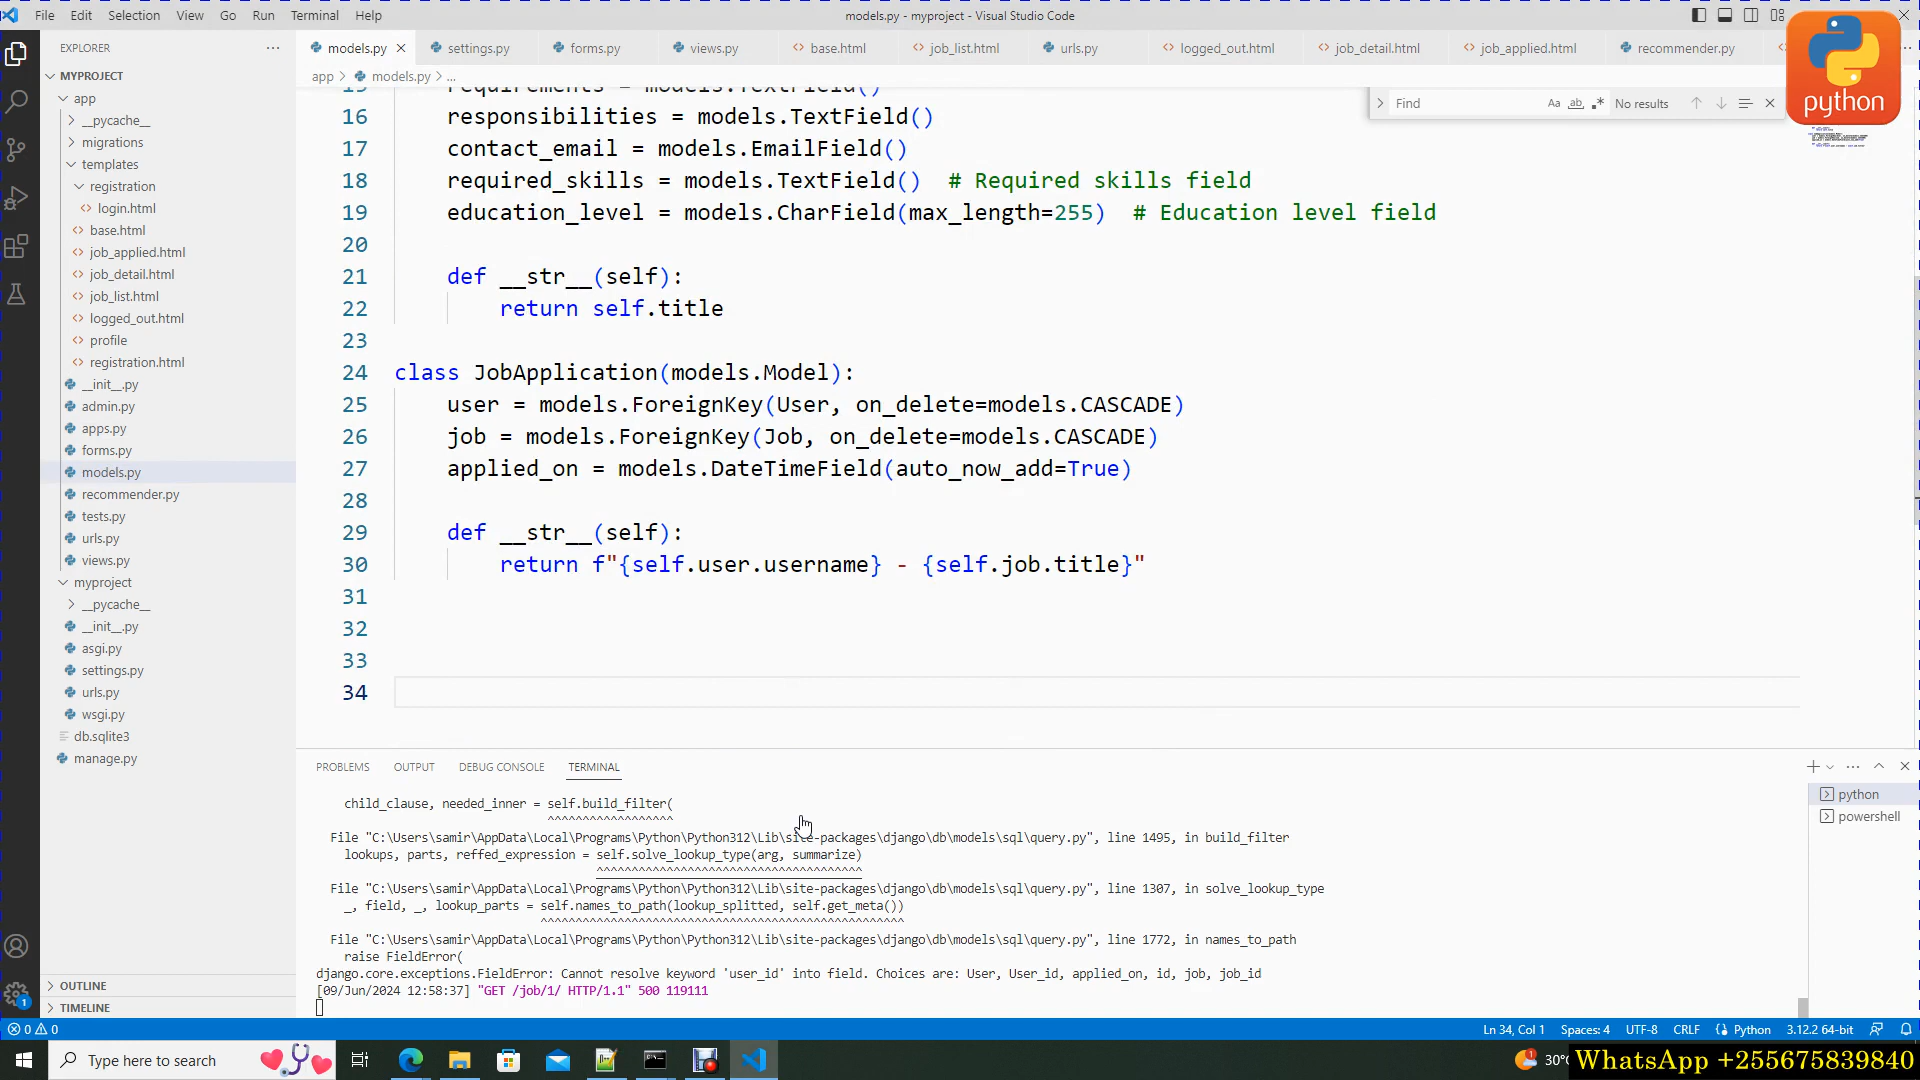 File Edit Selection View Go Run Terminal Help
models.py - myproject - Visual Studio Code
python
EXPLORER
MYPROJECT
app
__pycache__
migrations
templates
registration
login.html
base.html
job_applied.html
job_detail.html
job_list.html
logged_out.html
profile
registration.html
__init__.py
admin.py
apps.py
forms.py
models.py
recommender.py
tests.py
urls.py
views.py
myproject
__pycache__
__init__.py
asgi.py
settings.py
urls.py
wsgi.py
db.sqlite3
manage.py
OUTLINE
TIMELINE
models.py settings.py forms.py views.py base.html job_list.html urls.py logged_out.html job_detail.html job_applied.html recommender.py
app > models.py > ...
Find Aa ab No results
requirements = models.TextField()
16 responsibilities = models.TextField()
17 contact_email = models.EmailField()
18 required_skills = models.TextField() # Required skills field
19 education_level = models.CharField(max_length=255) # Education level field
20
21 def __str__(self):
22 return self.title
23
24 class JobApplication(models.Model):
25 user = models.ForeignKey(User, on_delete=models.CASCADE)
26 job = models.ForeignKey(Job, on_delete=models.CASCADE)
27 applied_on = models.DateTimeField(auto_now_add=True)
28
29 def __str__(self):
30 return f"{self.user.username} - {self.job.title}"
31
32
33
34
PROBLEMS OUTPUT DEBUG CONSOLE TERMINAL
python
powershell
child_clause, needed_inner = self.build_filter(
^^^^^^^^^^^^^^^^^^
File "C:\Users\samir\AppData\Local\Programs\Python\Python312\Lib\site-packages\django\db\models\sql\query.py", line 1495, in build_filter
lookups, parts, reffed_expression = self.solve_lookup_type(arg, summarize)
^^^^^^^^^^^^^^^^^^^^^^^^^^^^^^^^^^^^^^
File "C:\Users\samir\AppData\Local\Programs\Python\Python312\Lib\site-packages\django\db\models\sql\query.py", line 1307, in solve_lookup_type
_, field, _, lookup_parts = self.names_to_path(lookup_splitted, self.get_meta())
^^^^^^^^^^^^^^^^^^^^^^^^^^^^^^^^^^^^^^^^^^^^^^^^^^^^
File "C:\Users\samir\AppData\Local\Programs\Python\Python312\Lib\site-packages\django\db\models\sql\query.py", line 1772, in names_to_path
raise FieldError(
django.core.exceptions.FieldError: Cannot resolve keyword 'user_id' into field. Choices are: User, User_id, applied_on, id, job, job_id
[09/Jun/2024 12:58:37] "GET /job/1/ HTTP/1.1" 500 119111
0 0
Ln 34, Col 1 Spaces: 4 UTF-8 CRLF Python 3.12.2 64-bit
Type here to search
30°
WhatsApp +255675839840